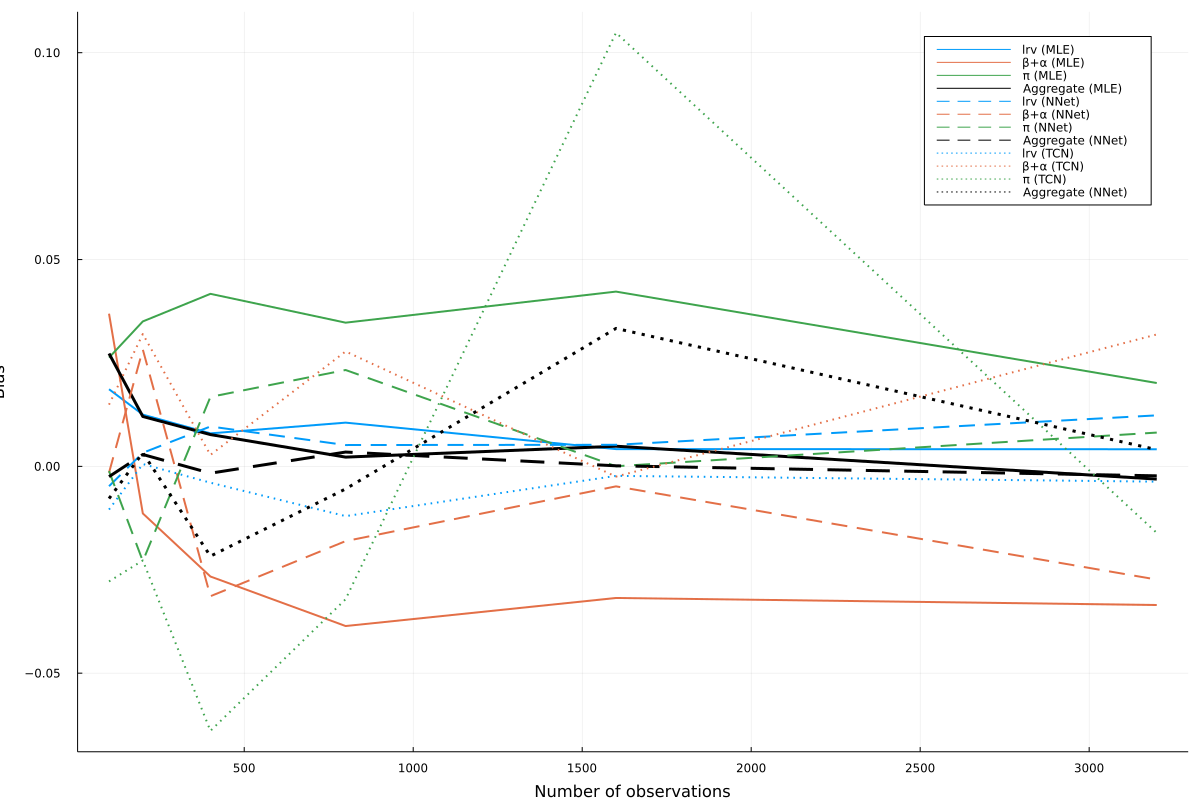 0.10
0.05
0.00
−0.05
500
1000
1500
2000
2500
3000
Number of observations
lrv (MLE)
β+α (MLE)
π (MLE)
Aggregate (MLE)
lrv (NNet)
β+α (NNet)
π (NNet)
Aggregate (NNet)
lrv (TCN)
β+α (TCN)
π (TCN)
Aggregate (NNet)